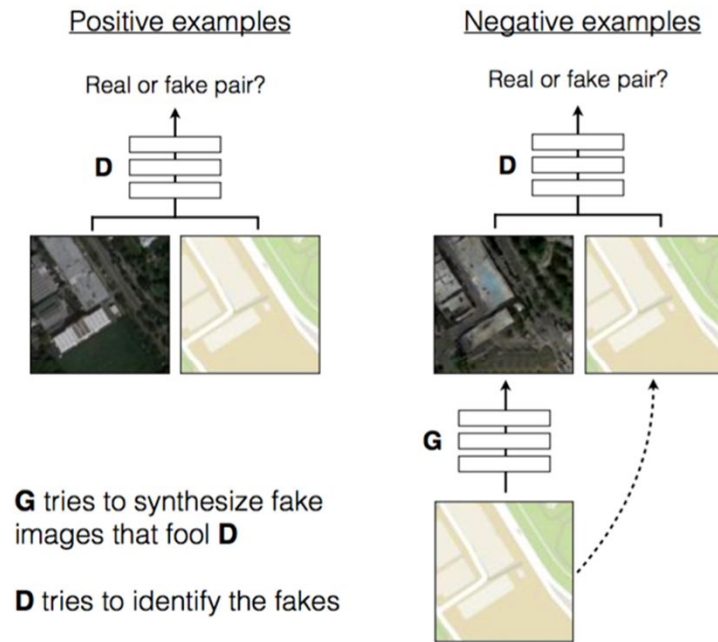 Positive examples
Real or fake pair?
D
G tries to synthesize fake
images that fool D
D tries to identify the fakes
Negative examples
Real or fake pair?
D
G